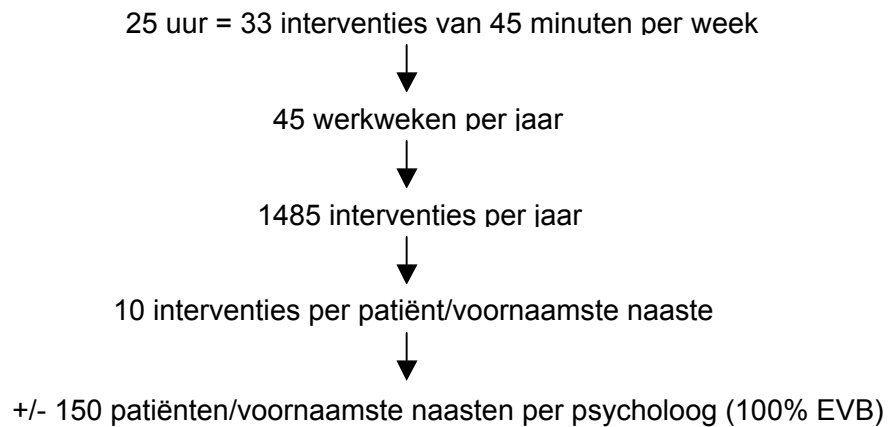 25 uur = 33 interventies van 45 minuten per week
45 werkweken per jaar
1485 interventies per jaar
10 interventies per patiënt/voornaamste naaste
+/- 150 patiënten/voornaamste naasten per psycholoog (100% EVB)